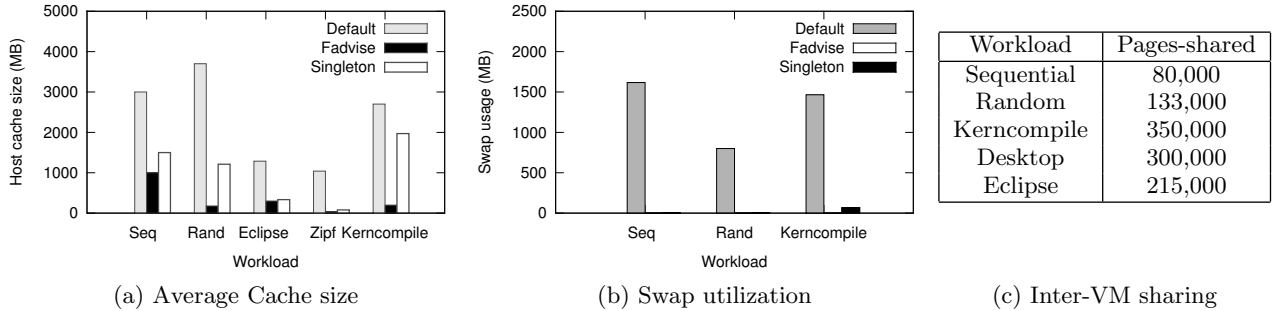 Host cache size (MB)
5000
4000
3000
2000
1000
0
Default
Fadvise
Singleton
Seq Rand Eclipse Zipf Kerncompile
Workload
(a) Average Cache size
Swap usage (MB)
2500
2000
1500
1000
500
0
Default
Fadvise
Singleton
Seq Rand Kerncompile
Workload
(b) Swap utilization
Workload Pages-shared
Sequential 80,000
Random 133,000
Kerncompile 350,000
Desktop 300,000
Eclipse 215,000
(c) Inter-VM sharing